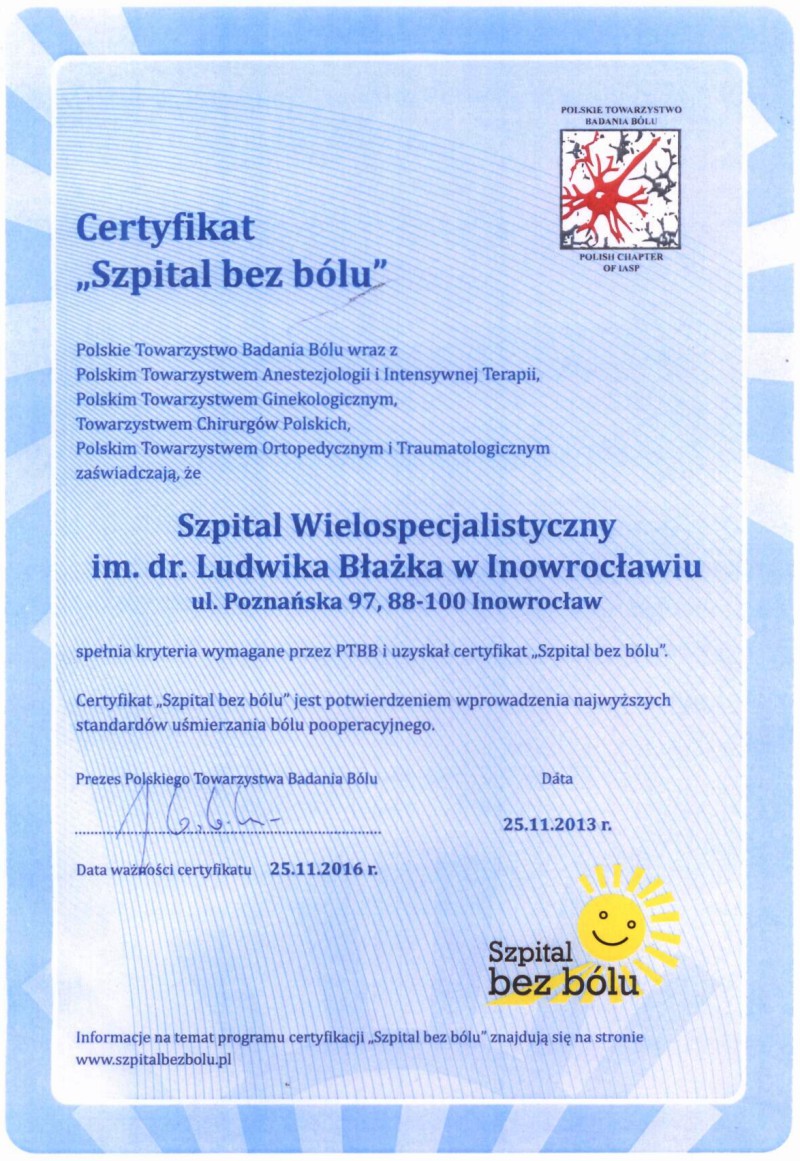 POLSKIE TOWARZYSTWO
BADANIA BÓLU
POLISH CHAPTER
OF IASP
Certyfikat
„Szpital bez bólu”
Polskie Towarzystwo Badania Bólu wraz z
Polskim Towarzystwem Anestezjologii i Intensywnej Terapii,
Polskim Towarzystwem Ginekologicznym,
Towarzystwem Chirurgów Polskich,
Polskim Towarzystwem Ortopedycznym i Traumatologicznym
zaświadczają, że
Szpital Wielospecjalistyczny
im. dr. Ludwika Błażka w Inowrocławiu
ul. Poznańska 97, 88-100 Inowrocław
spełnia kryteria wymagane przez PTBB i uzyskał certyfikat „Szpital bez bólu”.
Certyfikat „Szpital bez bólu” jest potwierdzeniem wprowadzenia najwyższych
standardów uśmierzania bólu pooperacyjnego.
Prezes Polskiego Towarzystwa Badania Bólu
Data
25.11.2013 r.
Data ważności certyfikatu 25.11.2016 r.
Szpital
bez bólu
Informacje na temat programu certyfikacji „Szpital bez bólu” znajdują się na stronie
www.szpitalbezbolu.pl